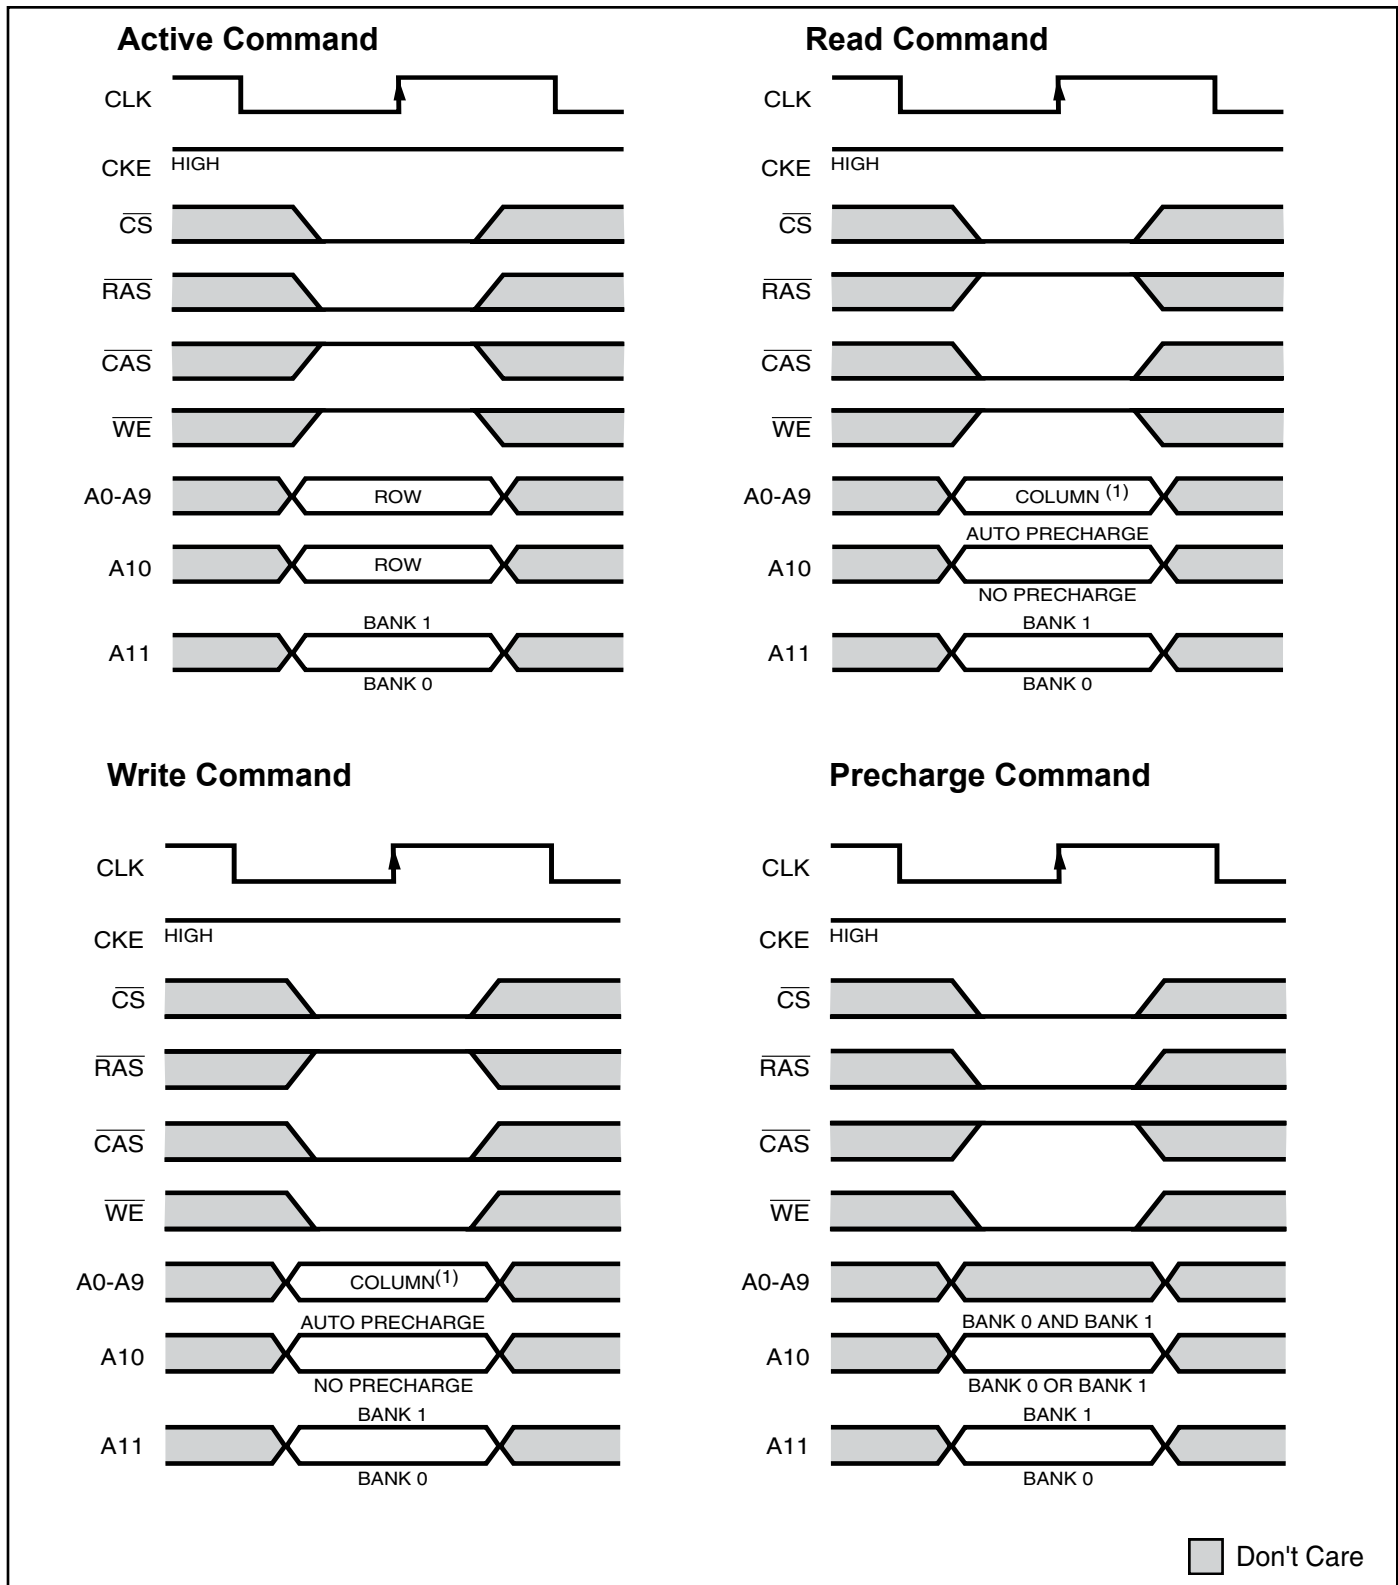 Active Command
CLK
CKE HIGH
CS
RAS
CAS
WE
A0-A9 ROW
A10 ROW
BANK 1
A11
BANK 0
Read Command
CLK
CKE HIGH
CS
RAS
CAS
WE
A0-A9 COLUMN (1)
AUTO PRECHARGE
A10
NO PRECHARGE
BANK 1
A11
BANK 0
Write Command
CLK
CKE HIGH
CS
RAS
CAS
WE
A0-A9 COLUMN(1)
AUTO PRECHARGE
A10
NO PRECHARGE
BANK 1
A11
BANK 0
Precharge Command
CLK
CKE HIGH
CS
RAS
CAS
WE
A0-A9
BANK 0 AND BANK 1
A10
BANK 0 OR BANK 1
BANK 1
A11
BANK 0
Don't Care